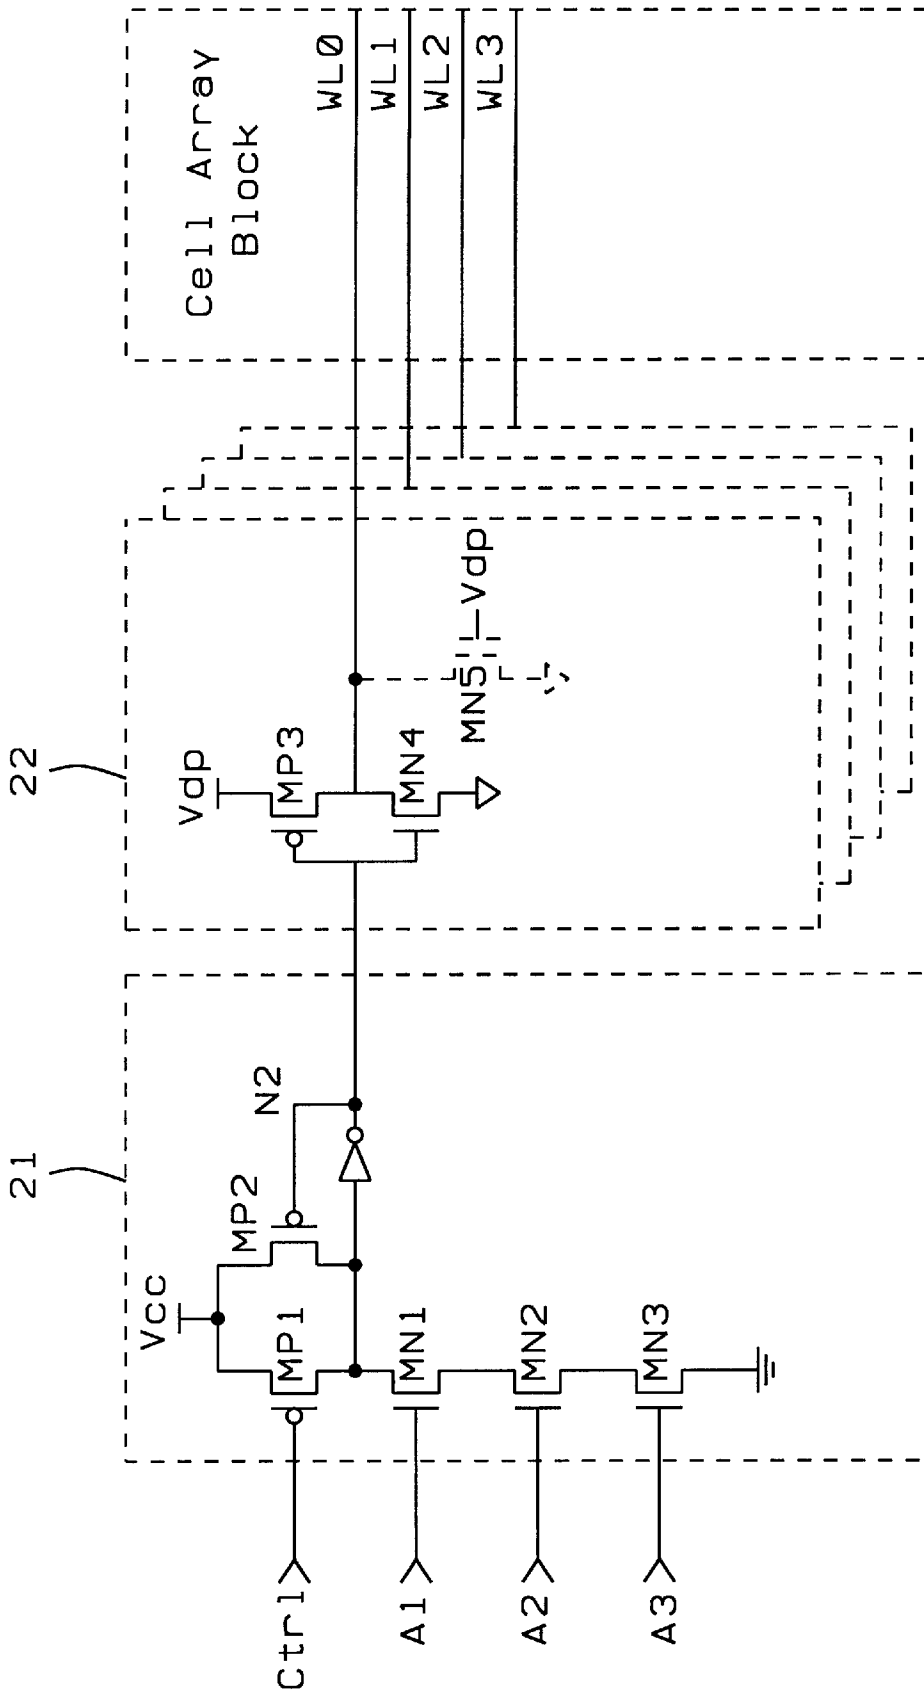 21
22
Vcc
MP1
MP2
N2
Ctrl
A1
A2
A3
MN1
MN2
MN3
Vdp
MP3
MN4
MN5
Vdp
Cell Array
Block
WL0
WL1
WL2
WL3